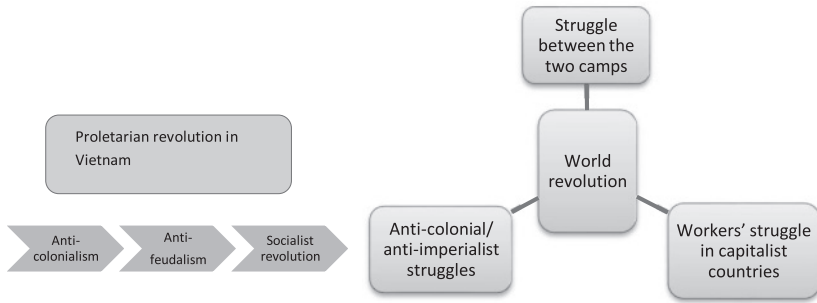 Proletarian revolution in
Vietnam
Anti-
colonialism
Anti-
feudalism
Socialist
revolution
Struggle
between the
two camps
World
revolution
Anti-colonial/
anti-imperialist
struggles
Workers' struggle
in capitalist
countries